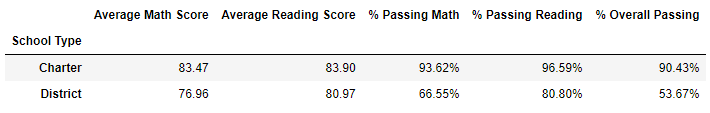 Average Math Score Average Reading Score % Passing Math % Passing Reading % Overall Passing
School Type
Charter 83.47 83.90 93.62% 96.59% 90.43%
District 76.96 80.97 66.55% 80.80% 53.67%